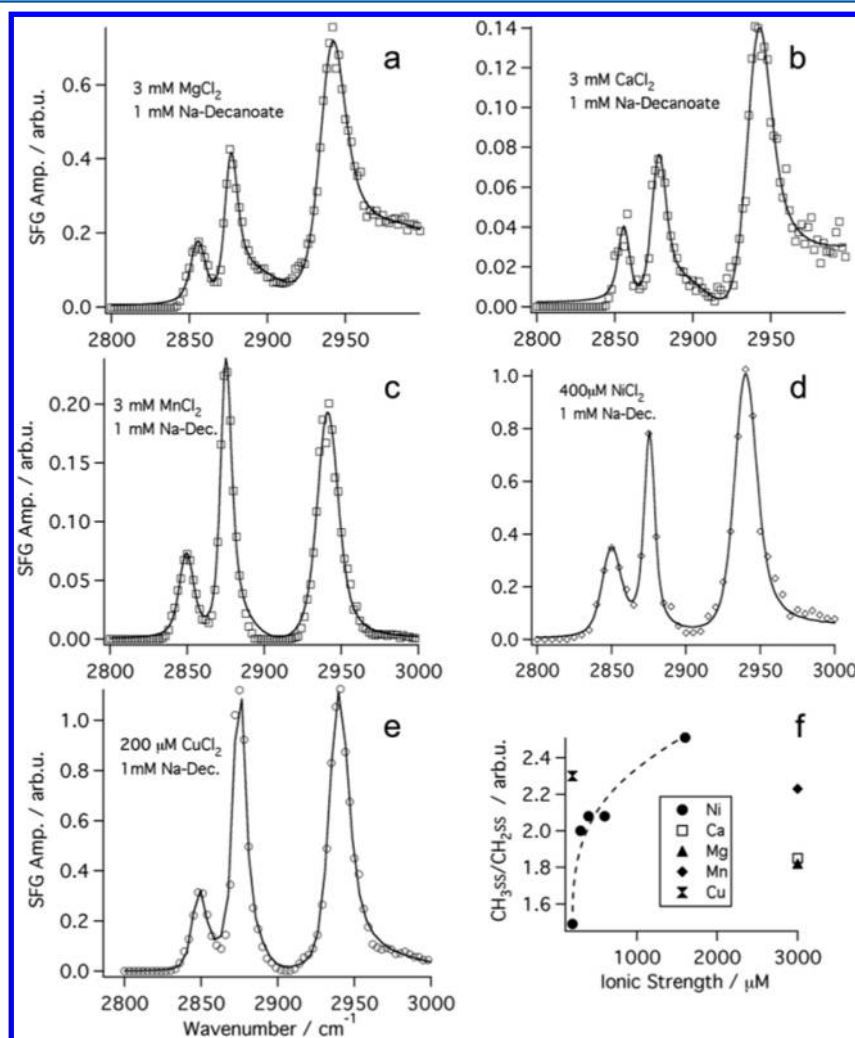 a
3 mM MgCl2
1 mM Na-Decanoate
SFG Amp. / arb.u.
0.6
0.4
0.2
0.0
2800 2850 2900 2950
b
3 mM CaCl2
1 mM Na-Decanoate
0.14
0.12
0.10
0.08
0.06
0.04
0.02
0.00
2800 2850 2900 2950
c
3 mM MnCl2
1 mM Na-Dec.
SFG Amp. / arb.u.
0.20
0.15
0.10
0.05
0.00
2800 2850 2900 2950 3000
d
400μM NiCl2
1 mM Na-Dec.
1.0
0.8
0.6
0.4
0.2
0.0
2800 2850 2900 2950 3000
e
200 μM CuCl2
1mM Na-Dec.
SFG Amp. / arb.u.
1.0
0.8
0.6
0.4
0.2
0.0
2800 2850 2900 2950 3000
Wavenumber / cm-1
f
CH3ss/CH2ss / arb.u.
2.4
2.2
2.0
1.8
1.6
Ni
Ca
Mg
Mn
Cu
1000 2000 3000
Ionic Strength / μM